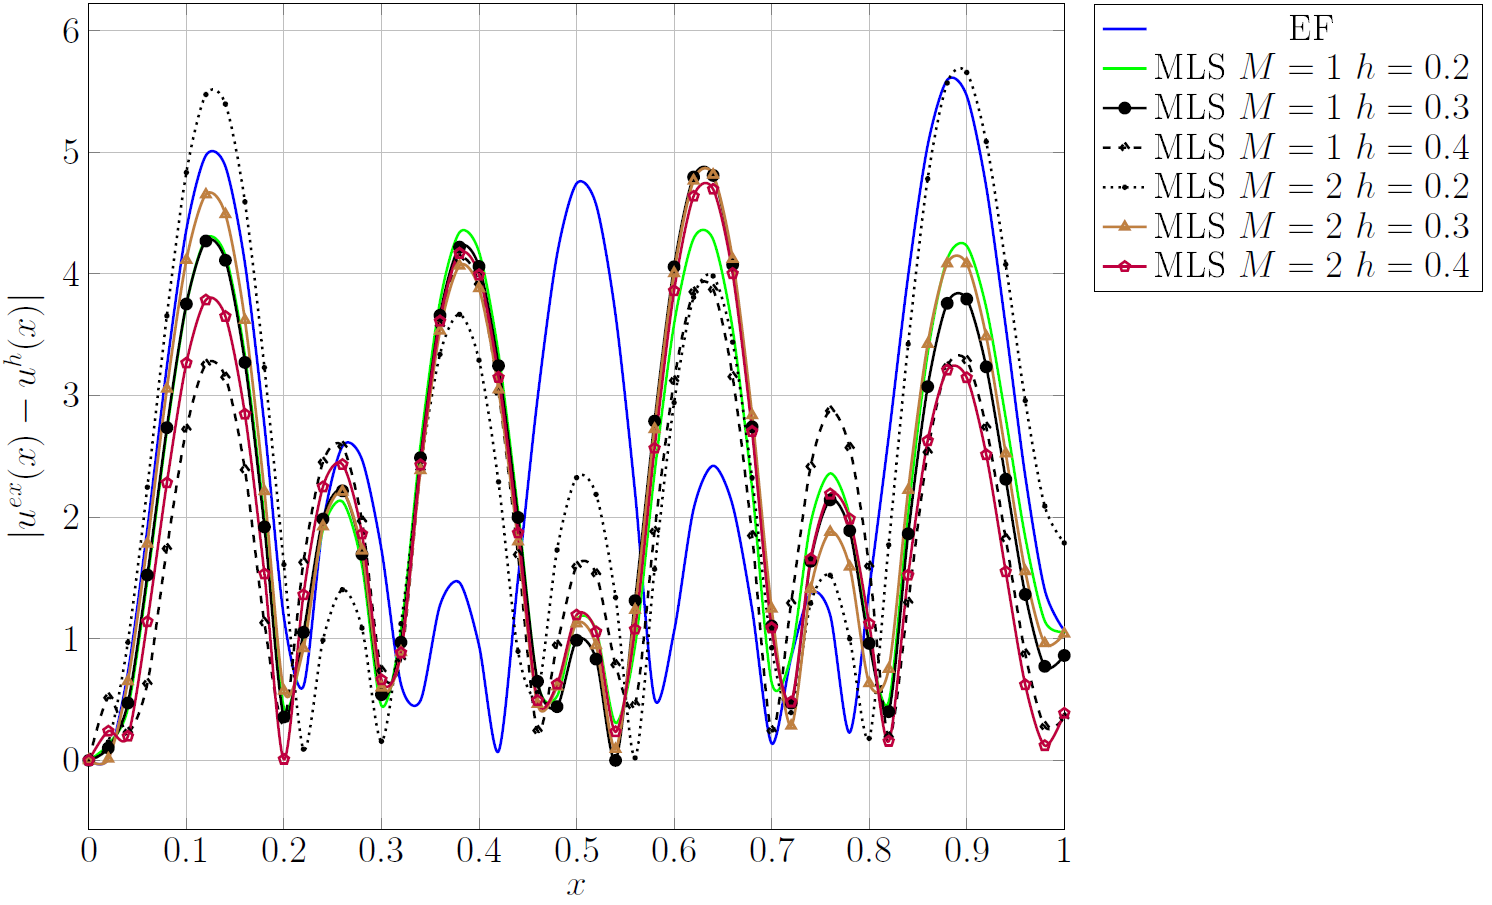 6
5
4
3
2
1
0
|u^{ex}(x) − u^h(x)|
0 0.1 0.2 0.3 0.4 0.5 0.6 0.7 0.8 0.9 1
x
EF
MLS M = 1 h = 0.2
MLS M = 1 h = 0.3
MLS M = 1 h = 0.4
MLS M = 2 h = 0.2
MLS M = 2 h = 0.3
MLS M = 2 h = 0.4